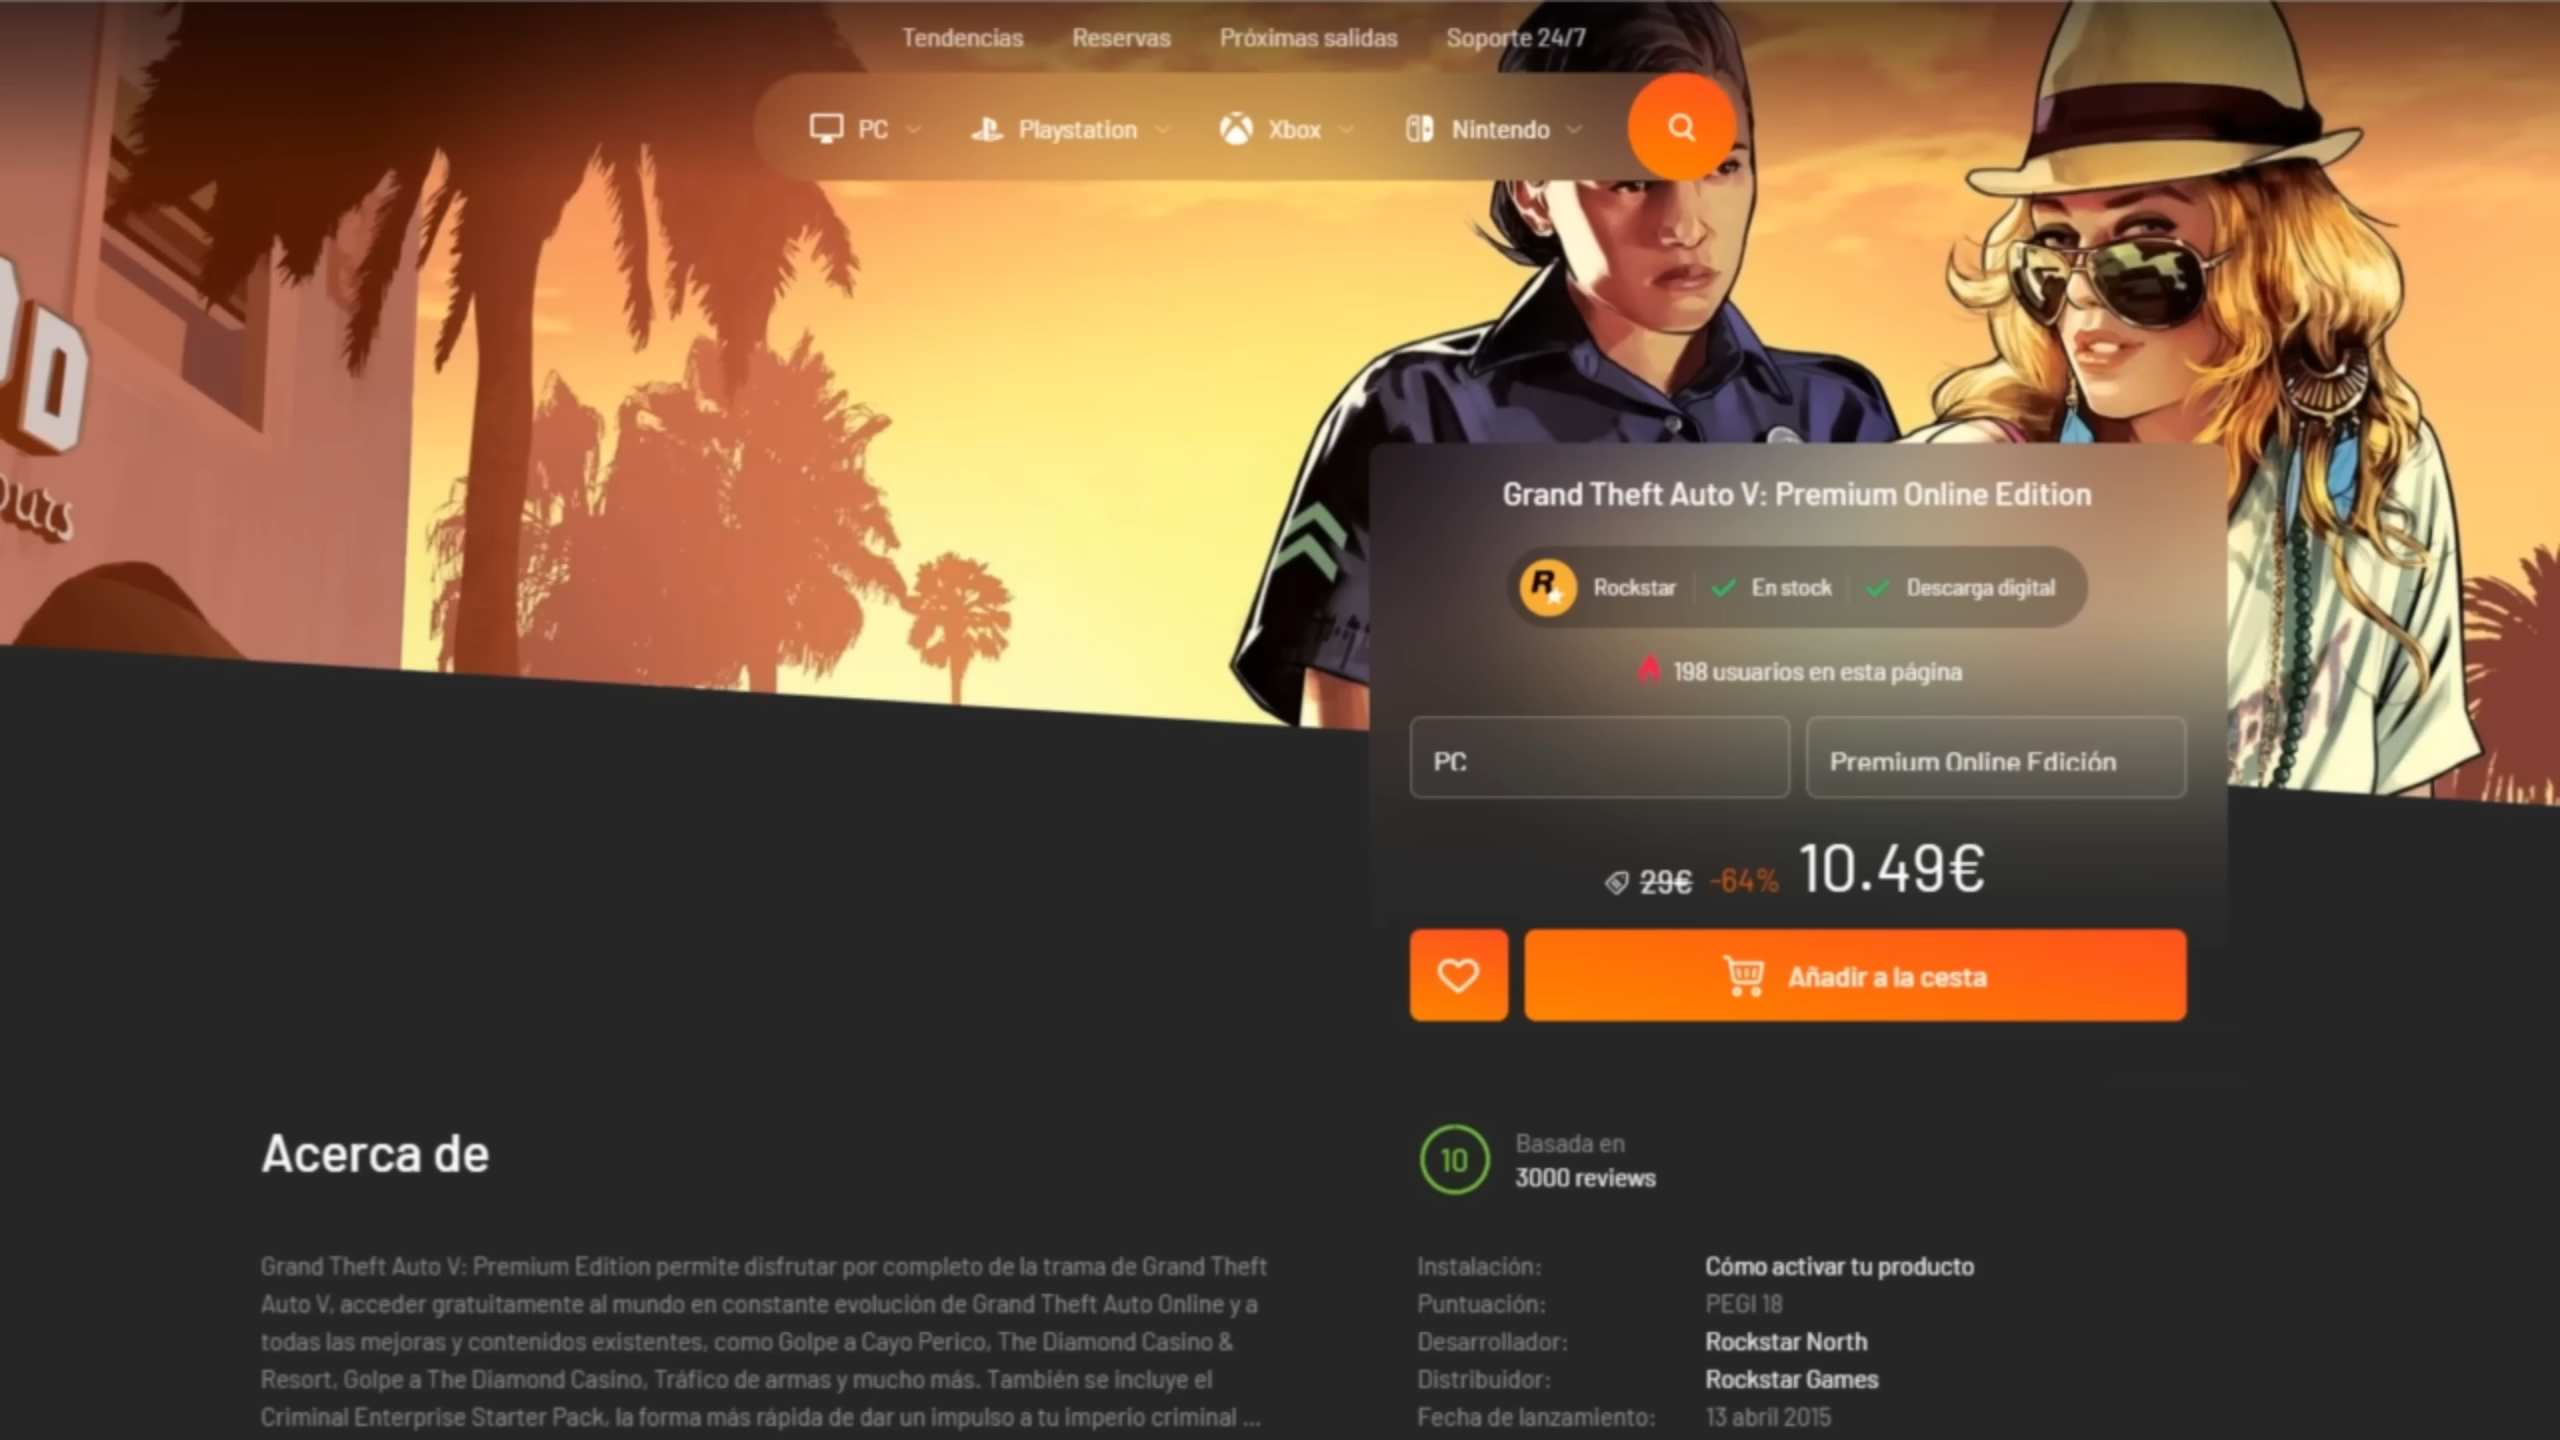 Tendencias Reservas Próximas salidas Soporte 24/7
PC Playstation Xbox Nintendo
D
ours
Grand Theft Auto V: Premium Online Edition
R Rockstar En stock Descarga digital
198 usuarios en esta página
PC Premium Online Edición
29€ -64% 10.49€
Añadir a la cesta
Acerca de
10 Basada en
3000 reviews
Grand Theft Auto V: Premium Edition permite disfrutar por completo de la trama de Grand Theft
Auto V, acceder gratuitamente al mundo en constante evolución de Grand Theft Auto Online y a
todas las mejoras y contenidos existentes, como Golpe a Cayo Perico, The Diamond Casino &
Resort, Golpe a The Diamond Casino, Tráfico de armas y mucho más. También se incluye el
Criminal Enterprise Starter Pack, la forma más rápida de dar un impulso a tu imperio criminal ...
Instalación: Cómo activar tu producto
Puntuación: PEGI 18
Desarrollador: Rockstar North
Distribuidor: Rockstar Games
Fecha de lanzamiento: 13 abril 2015